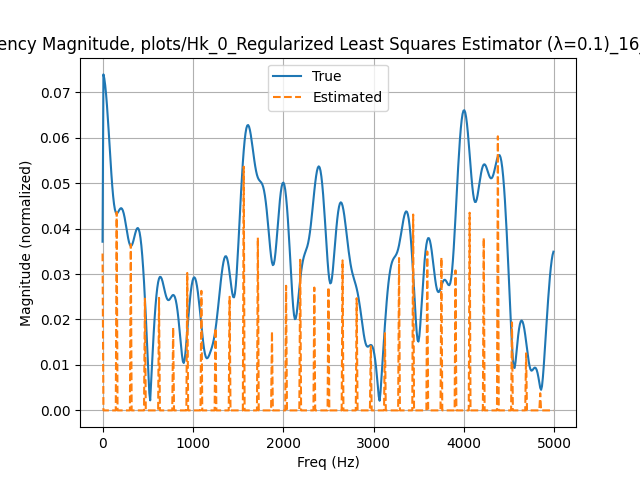 ency Magnitude, plots/Hk_0_Regularized Least Squares Estimator (λ=0.1)_16_
True
Estimated
Magnitude (normalized)
0.07
0.06
0.05
0.04
0.03
0.02
0.01
0.00
0
1000
2000
3000
4000
5000
Freq (Hz)